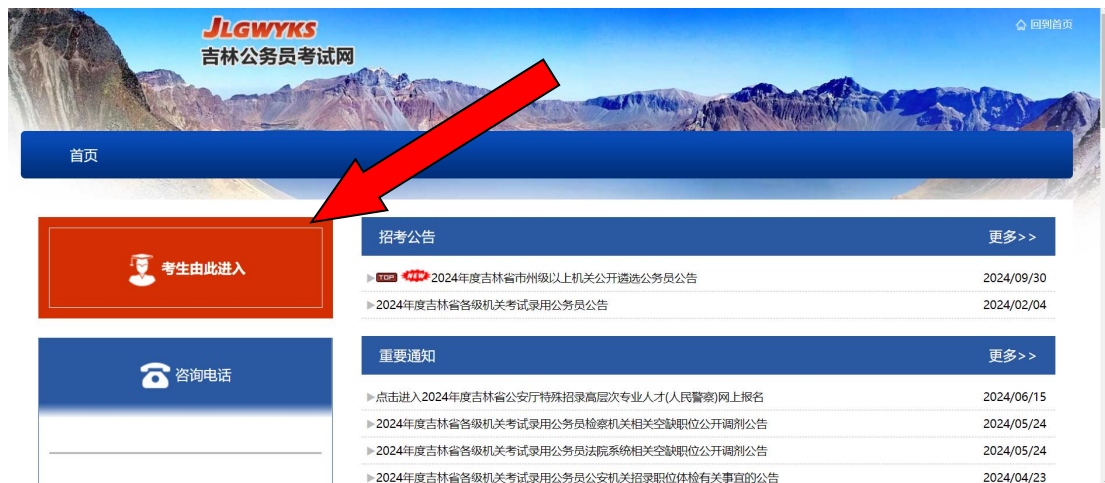 JLGWYKS
吉林公务员考试网
回到首页
首页
考生由此进入
咨询电话
招考公告 更多>>
TOP NEW 2024年度吉林省市州级以上机关公开遴选公务员公告 2024/09/30
2024年度吉林省各级机关考试录用公务员公告 2024/02/04
重要通知 更多>>
点击进入2024年度吉林省公安厅特殊招录高层次专业人才(人民警察)网上报名 2024/06/15
2024年度吉林省各级机关考试录用公务员检察机关相关空缺职位公开调剂公告 2024/05/24
2024年度吉林省各级机关考试录用公务员法院系统相关空缺职位公开调剂公告 2024/05/24
2024年度吉林省各级机关考试录用公务员公安机关招录职位体检有关事宜的公告 2024/04/23